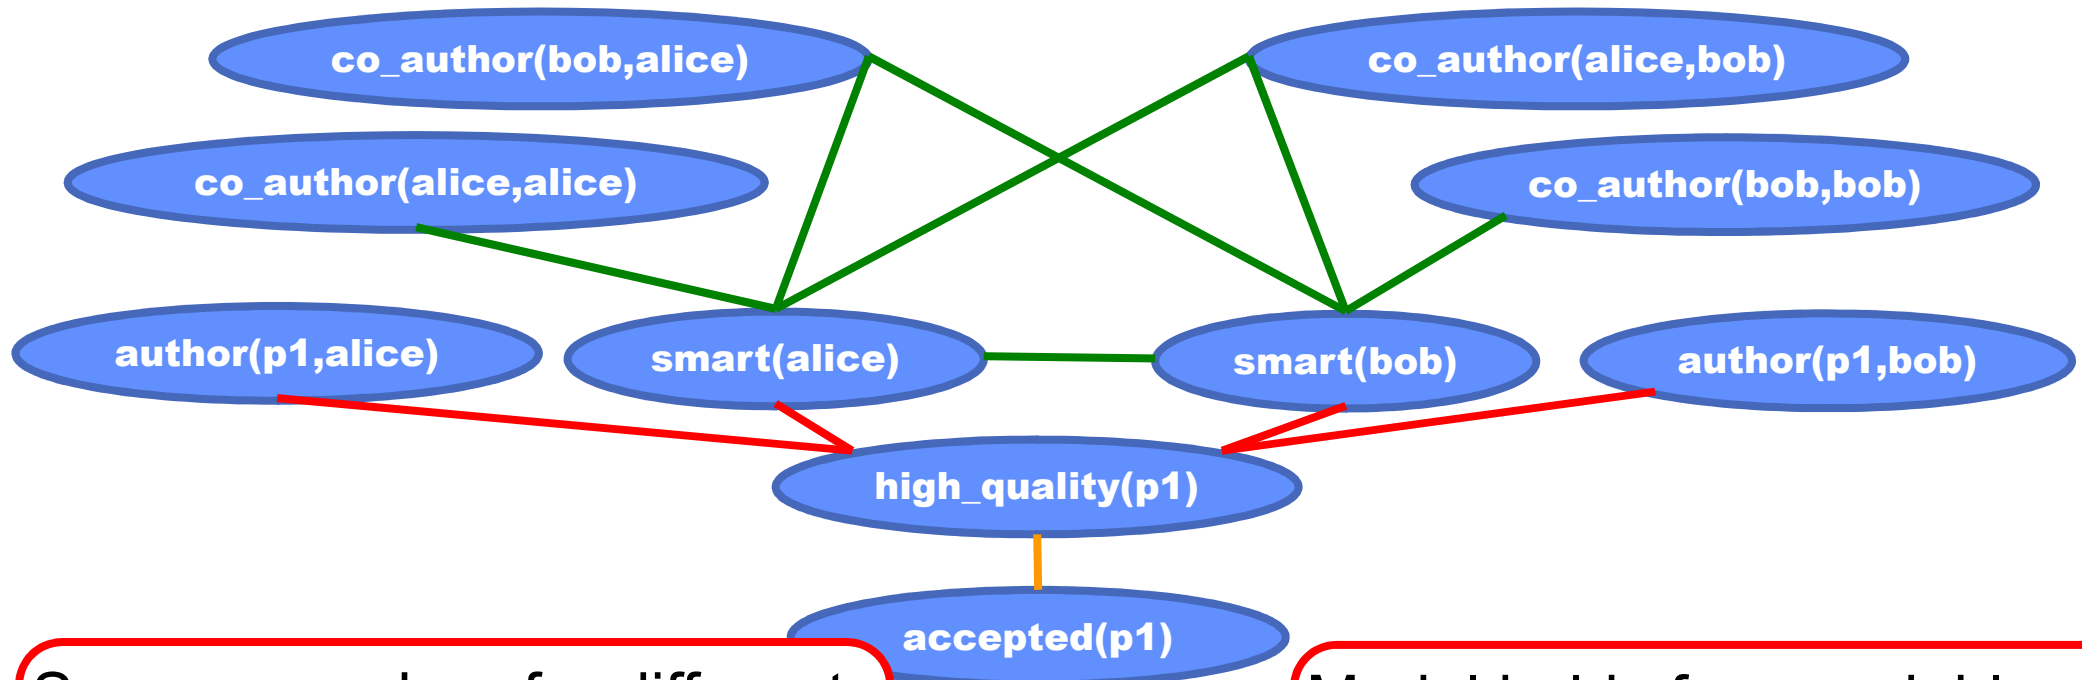 co_author(bob,alice)
co_author(alice,bob)
co_author(alice,alice)
co_author(bob,bob)
author(p1,alice)
smart(alice)
smart(bob)
author(p1,bob)
high_quality(p1)
accepted(p1)
different